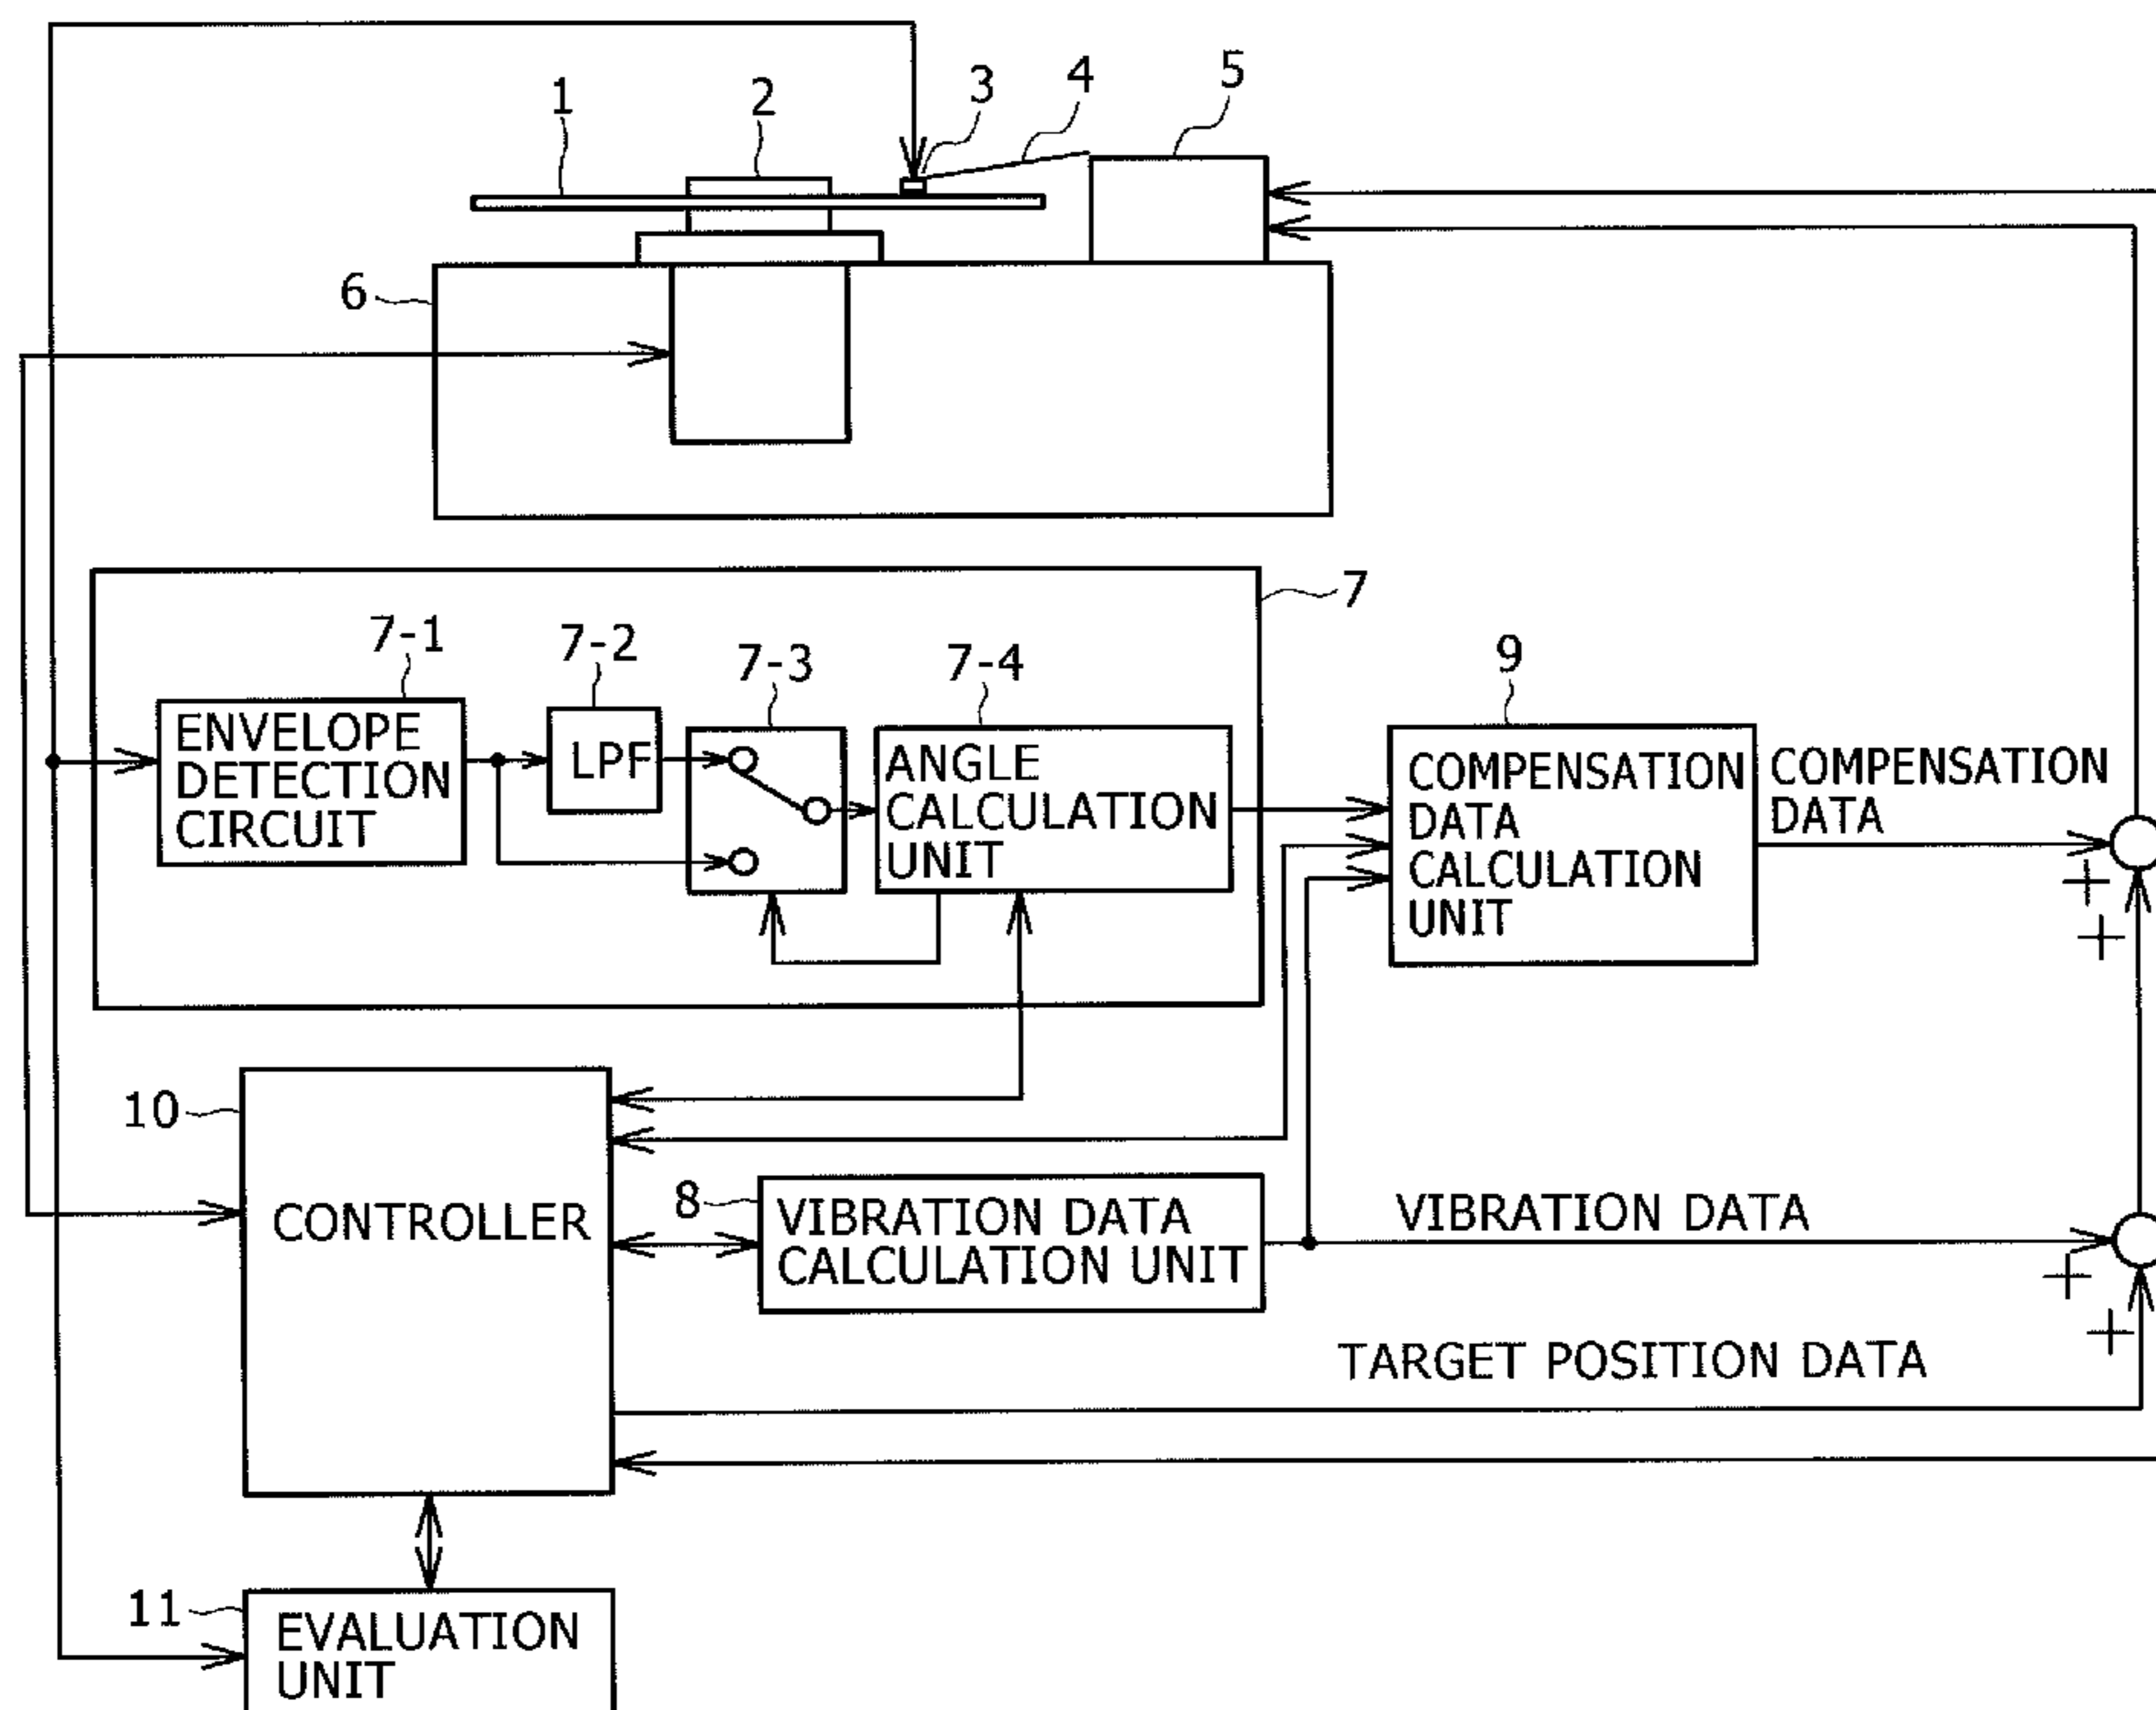 1
2
3
4
5
6
7
7-1
7-2
7-3
7-4
9
ENVELOPE
DETECTION
CIRCUIT
LPF
ANGLE
CALCULATION
UNIT
COMPENSATION
DATA
CALCULATION
UNIT
COMPENSATION
DATA
+
+
10
CONTROLLER
8
VIBRATION DATA
CALCULATION UNIT
VIBRATION DATA
+
+
TARGET POSITION DATA
11
EVALUATION
UNIT